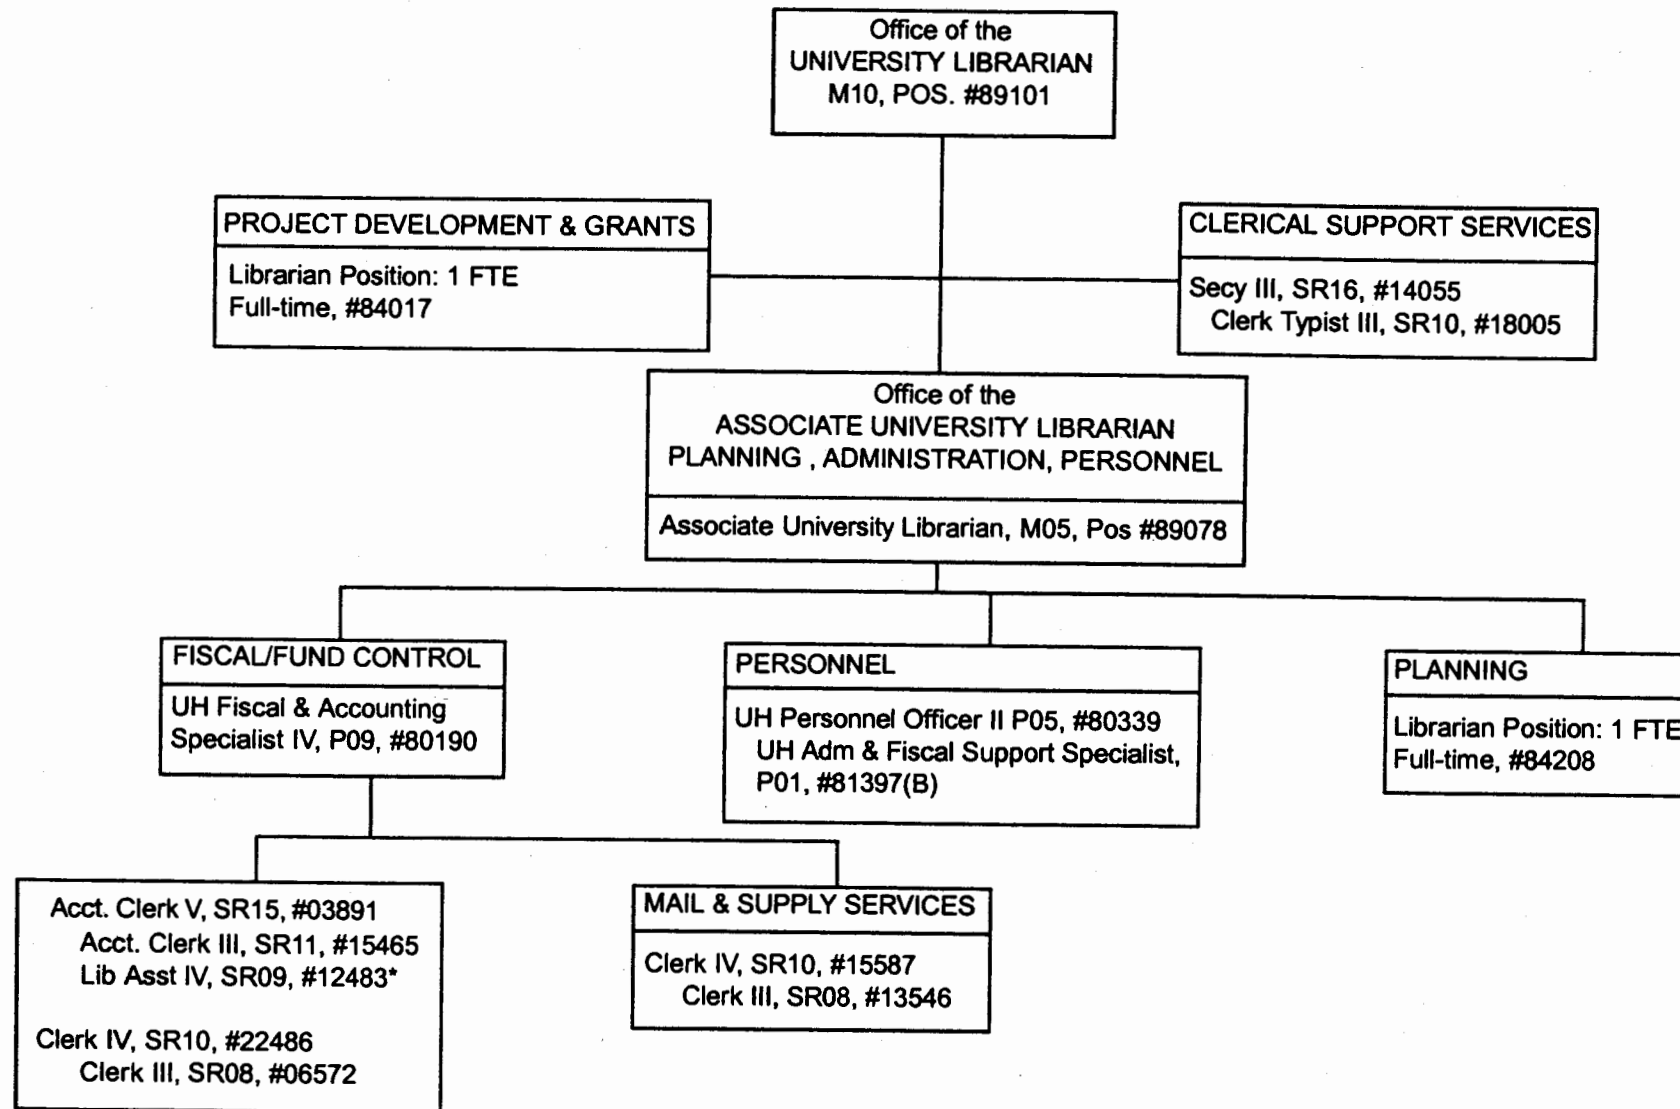 Office of the
UNIVERSITY LIBRARIAN
M10, POS. #89101
PROJECT DEVELOPMENT & GRANTS
Librarian Position: 1 FTE
Full-time, #84017
CLERICAL SUPPORT SERVICES
Secy III, SR16, #14055
Clerk Typist III, SR10, #18005
Office of the
ASSOCIATE UNIVERSITY LIBRARIAN
PLANNING , ADMINISTRATION, PERSONNEL
Associate University Librarian, M05, Pos #89078
FISCAL/FUND CONTROL
UH Fiscal & Accounting
Specialist IV, P09, #80190
PERSONNEL
UH Personnel Officer II P05, #80339
UH Adm & Fiscal Support Specialist,
P01, #81397(B)
PLANNING
Librarian Position: 1 FTE
Full-time, #84208
Acct. Clerk V, SR15, #03891
Acct. Clerk III, SR11, #15465
Lib Asst IV, SR09, #12483*
Clerk IV, SR10, #22486
Clerk III, SR08, #06572
MAIL & SUPPLY SERVICES
Clerk IV, SR10, #15587
Clerk III, SR08, #13546